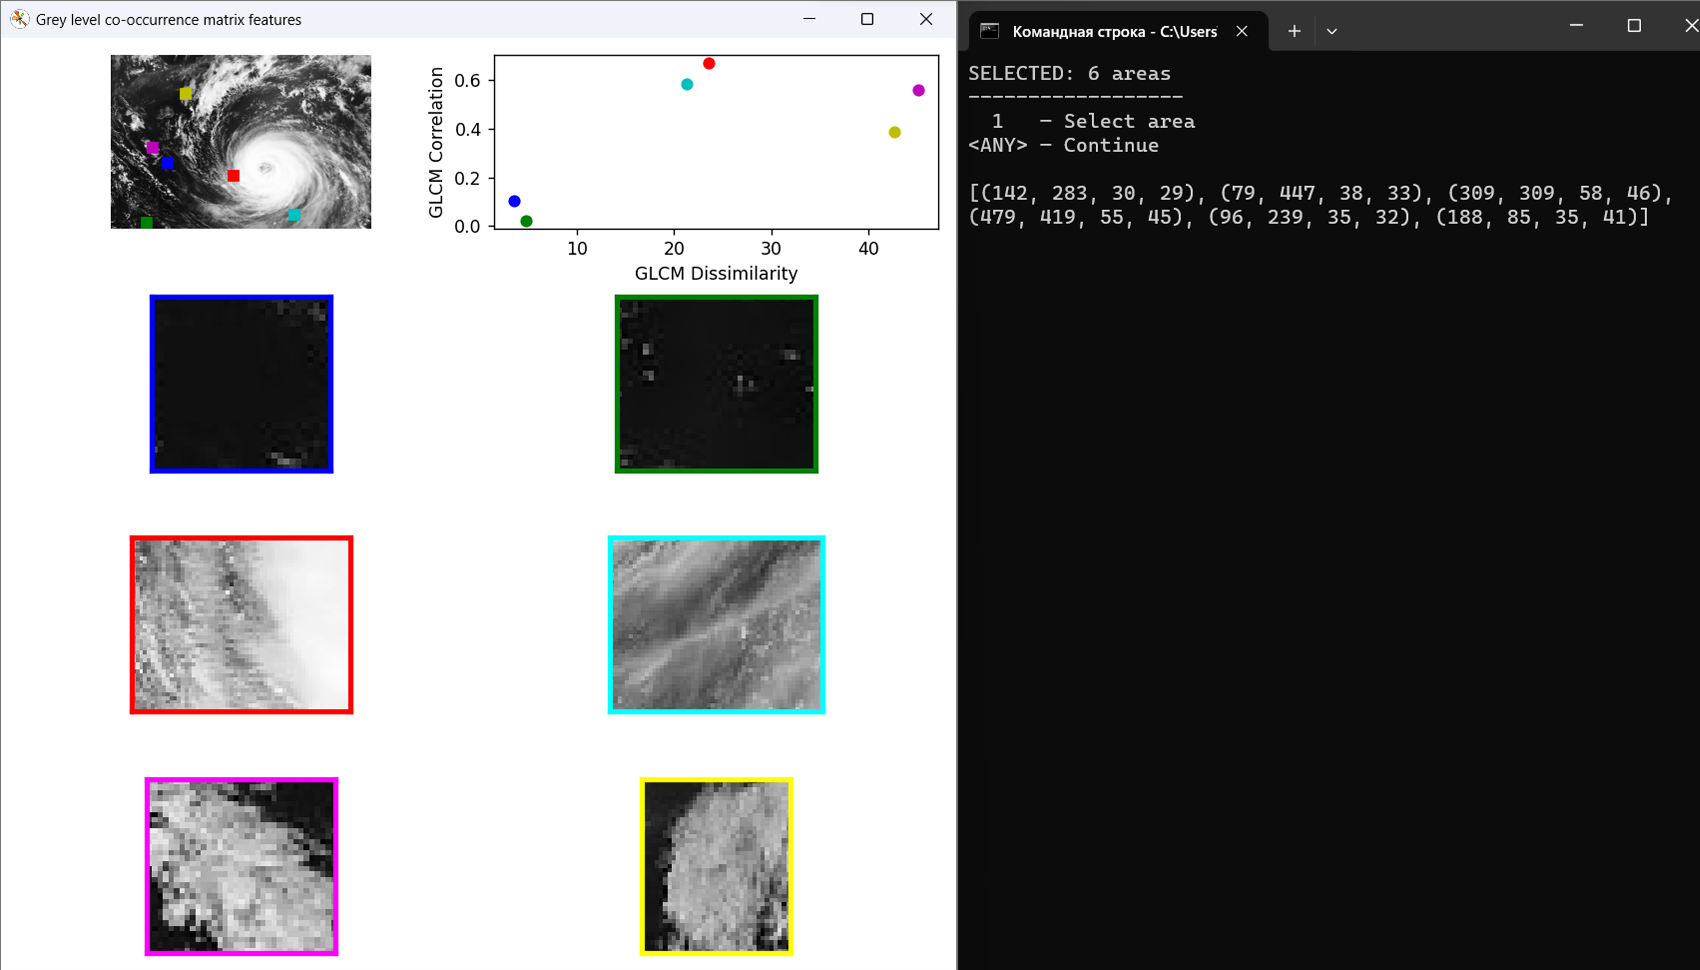 Grey level co-occurrence matrix features
GLCM Correlation
0.6
0.4
0.2
0.0
10 20 30 40
GLCM Dissimilarity
Командная строка - C:\Users
SELECTED: 6 areas
------------------
1 - Select area
<ANY> - Continue
[(142, 283, 30, 29), (79, 447, 38, 33), (309, 309, 58, 46),
(479, 419, 55, 45), (96, 239, 35, 32), (188, 85, 35, 41)]